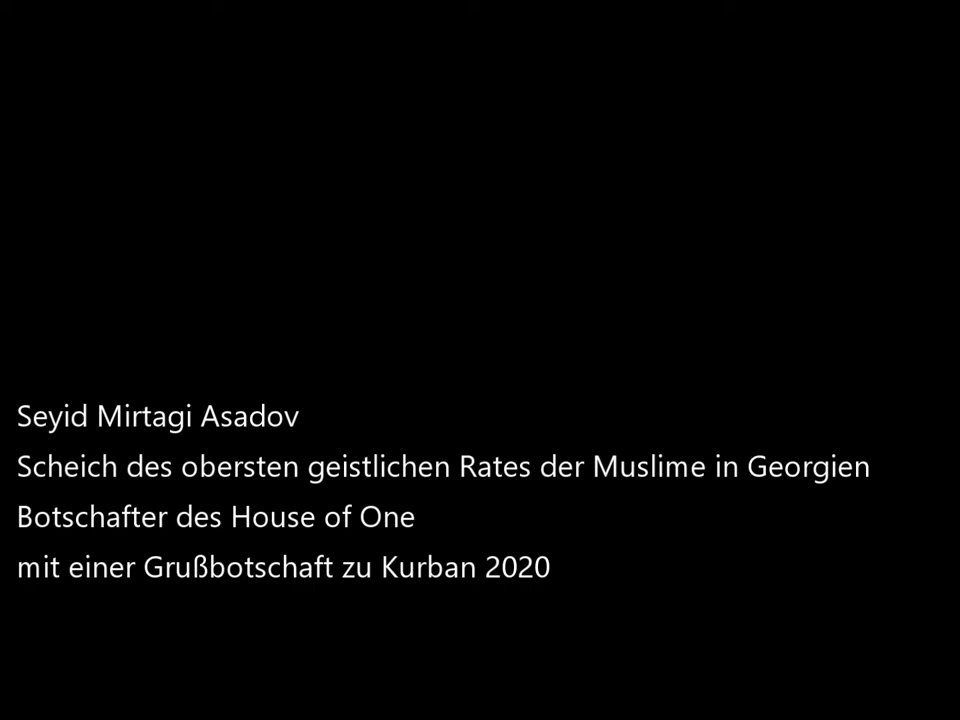 Seyid Mirtagi Asadov
Scheich des obersten geistlichen Rates der Muslime in Georgien
Botschafter des House of One
mit einer Grußbotschaft zu Kurban 2020